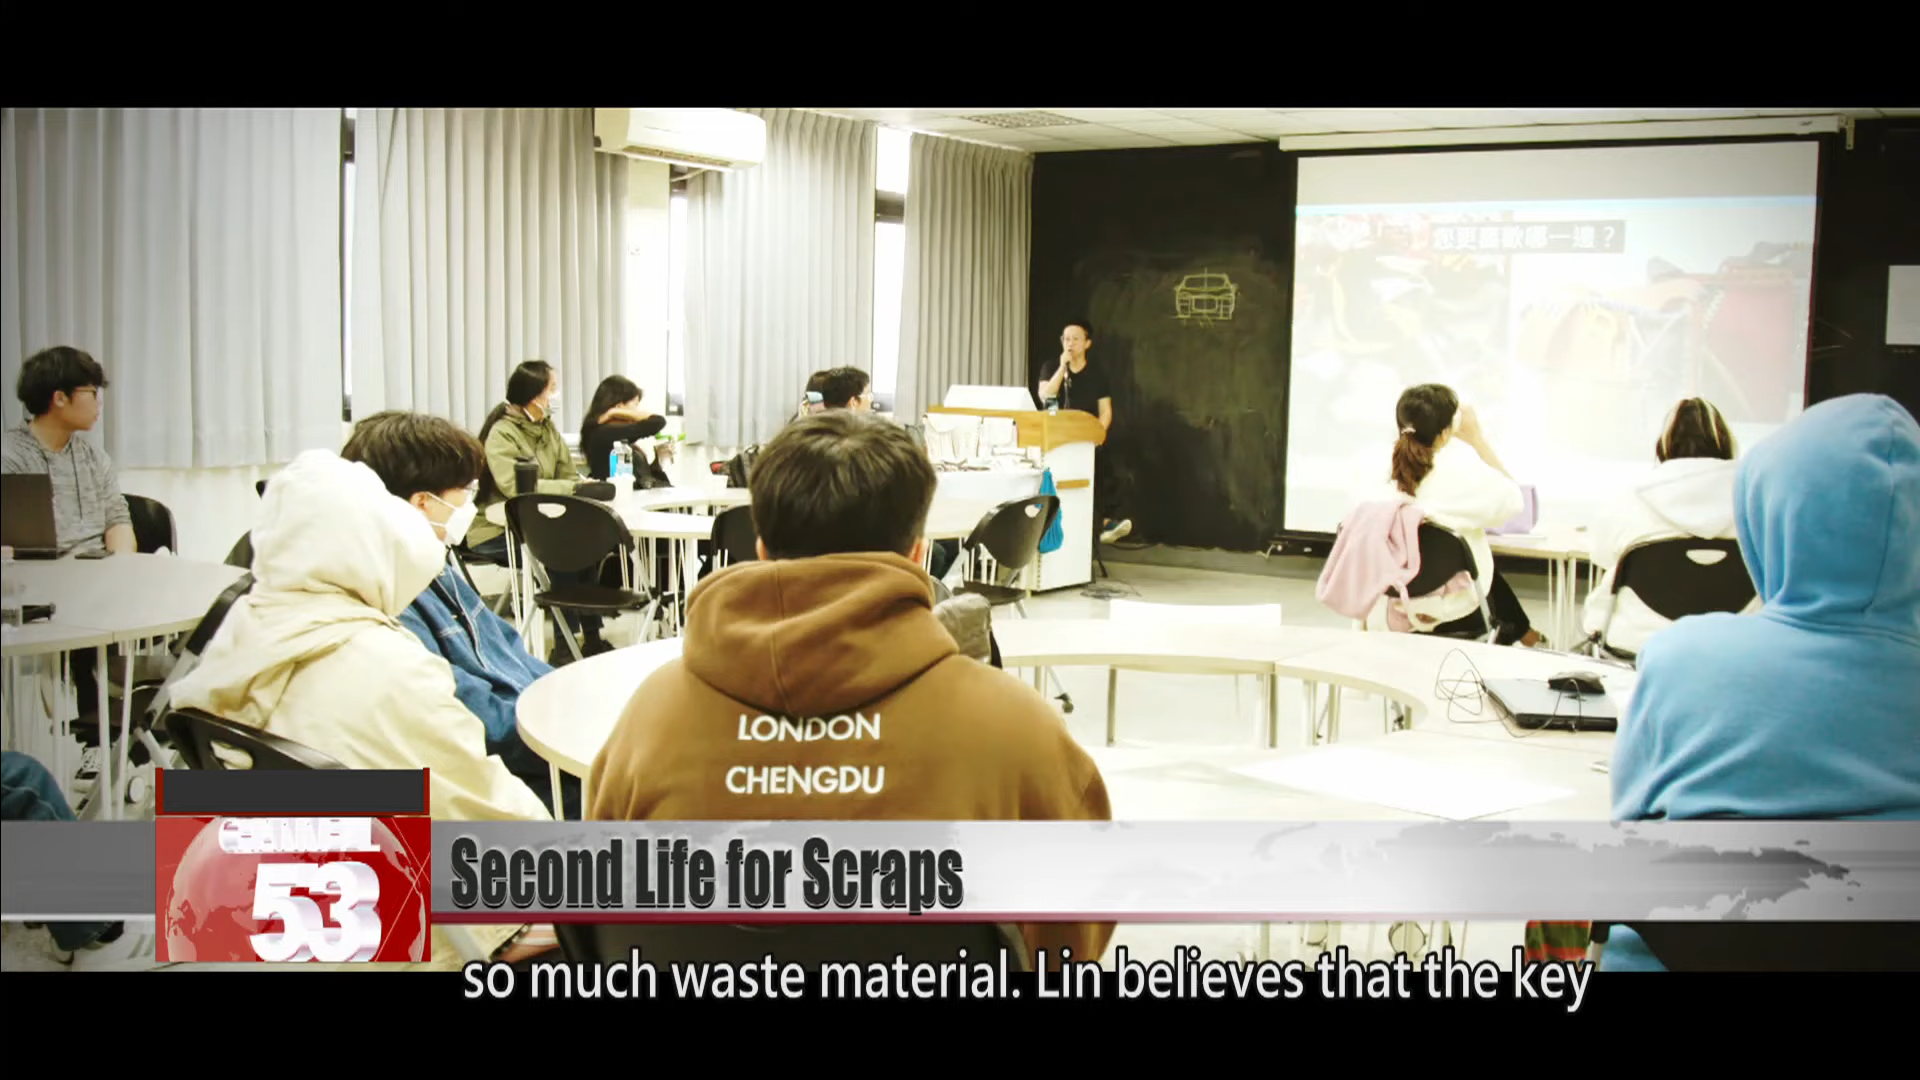 您更喜歡哪一邊？
LONDON
CHENGDU
CHANNEL
53
Second Life for Scraps
so much waste material. Lin believes that the key